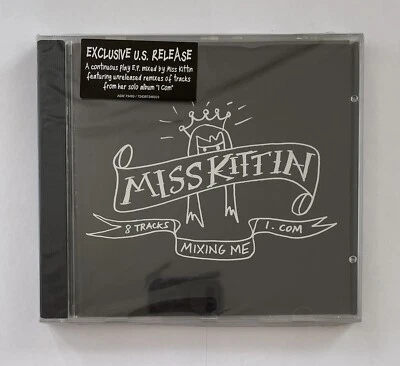 EXCLUSIVE U.S. RELEASE
A continuous play E.P. mixed by Miss Kittin
featuring unreleased remixes of tracks
from her solo album "I Com"
MISS KITTIN
8 TRACKS
1. COM
MIXING ME